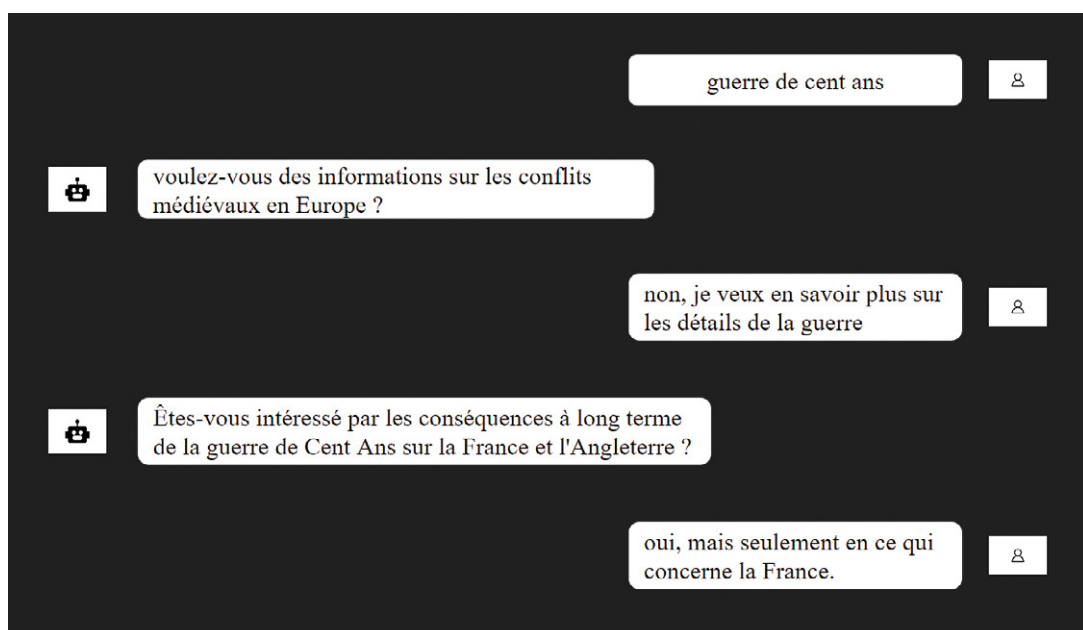 guerre de cent ans
voulez-vous des informations sur les conflits
médiévaux en Europe ?
non, je veux en savoir plus sur
les détails de la guerre
Êtes-vous intéressé par les conséquences à long terme
de la guerre de Cent Ans sur la France et l'Angleterre ?
oui, mais seulement en ce qui
concerne la France.